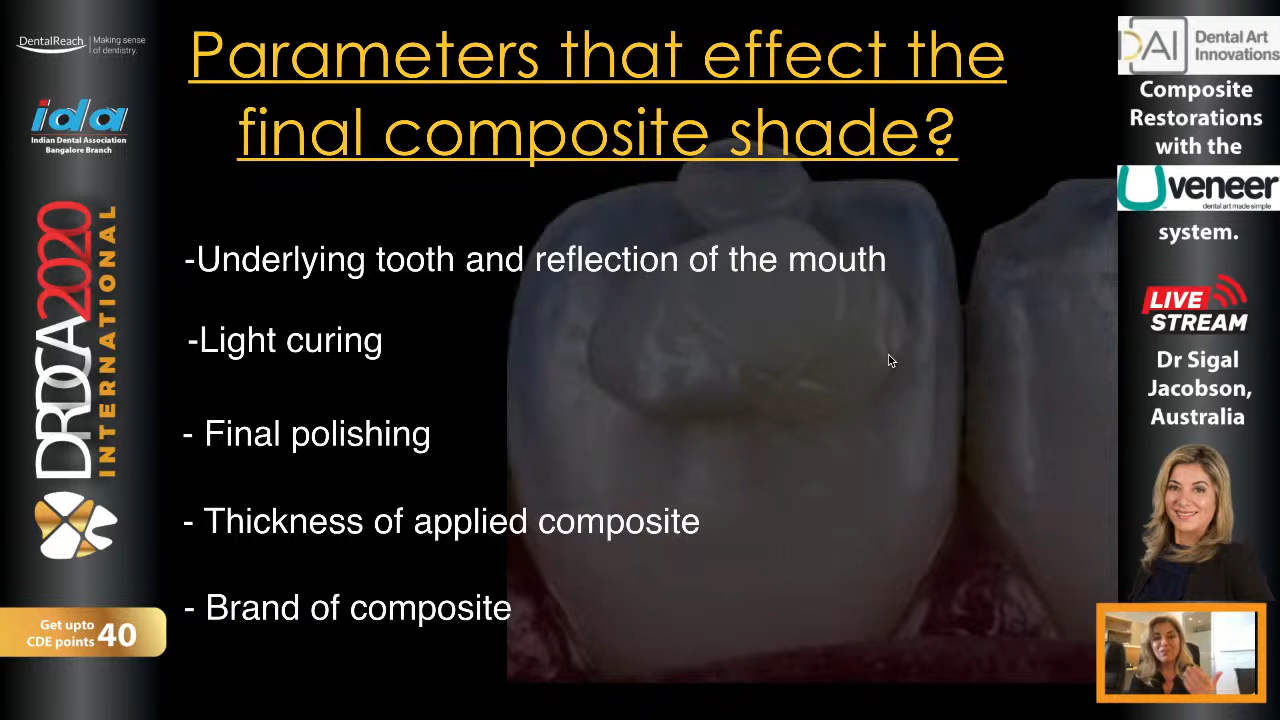 DentalReach Making sense of dentistry.
ida
Indian Dental Association
Bangalore Branch
DRDCA2020
INTERNATIONAL
Get upto
CDE points 40
Parameters that effect the
final composite shade?
-Underlying tooth and reflection of the mouth
-Light curing
- Final polishing
- Thickness of applied composite
- Brand of composite
DAI Dental Art
Innovations
Composite
Restorations
with the
Uveneer
dental art made simple
system.
LIVE
STREAM
Dr Sigal
Jacobson,
Australia